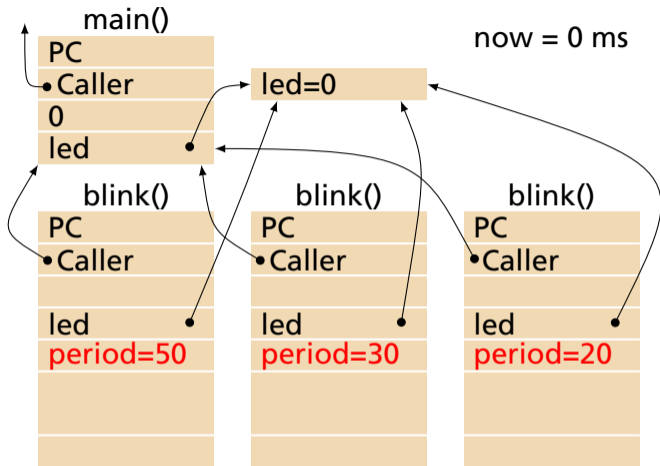 main()
PC
Caller
0
led
led=0
now = 0 ms
blink()
PC
Caller
led
period=50
blink()
PC
Caller
led
period=30
blink()
PC
Caller
led
period=20